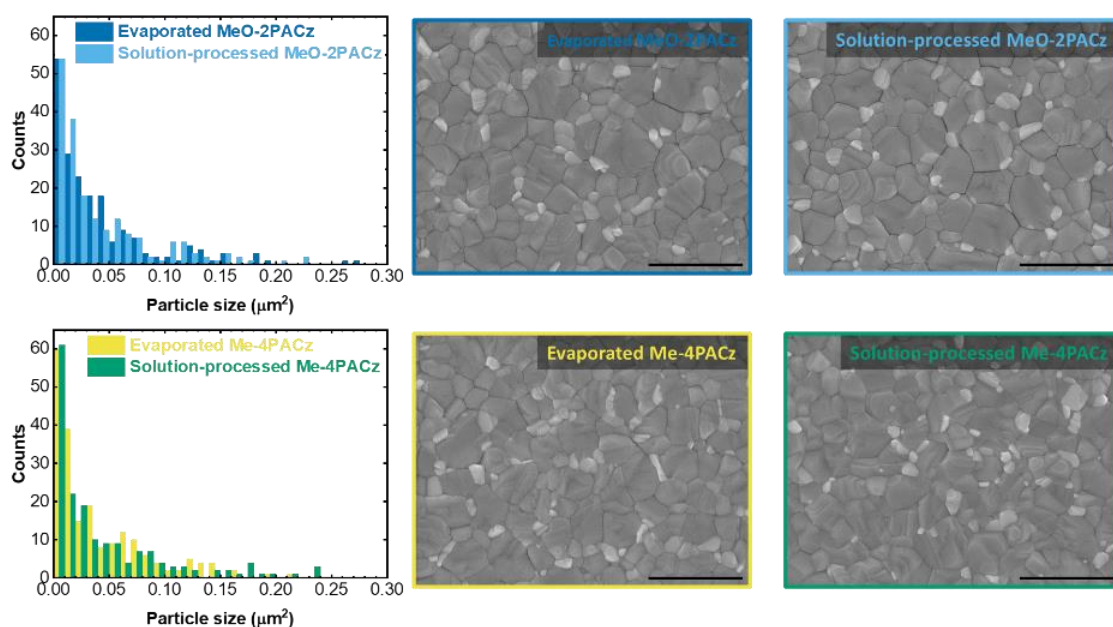 Evaporated MeO-2PACz
Solution-processed MeO-2PACz
60
50
40
30
20
10
0
Counts
0.00 0.05 0.10 0.15 0.20 0.25 0.30
Particle size (μm²)
Evaporated MeO-2PACz
Solution-processed MeO-2PACz
Evaporated Me-4PACz
Solution-processed Me-4PACz
60
50
40
30
20
10
0
Counts
0.00 0.05 0.10 0.15 0.20 0.25 0.30
Particle size (μm²)
Evaporated Me-4PACz
Solution-processed Me-4PACz